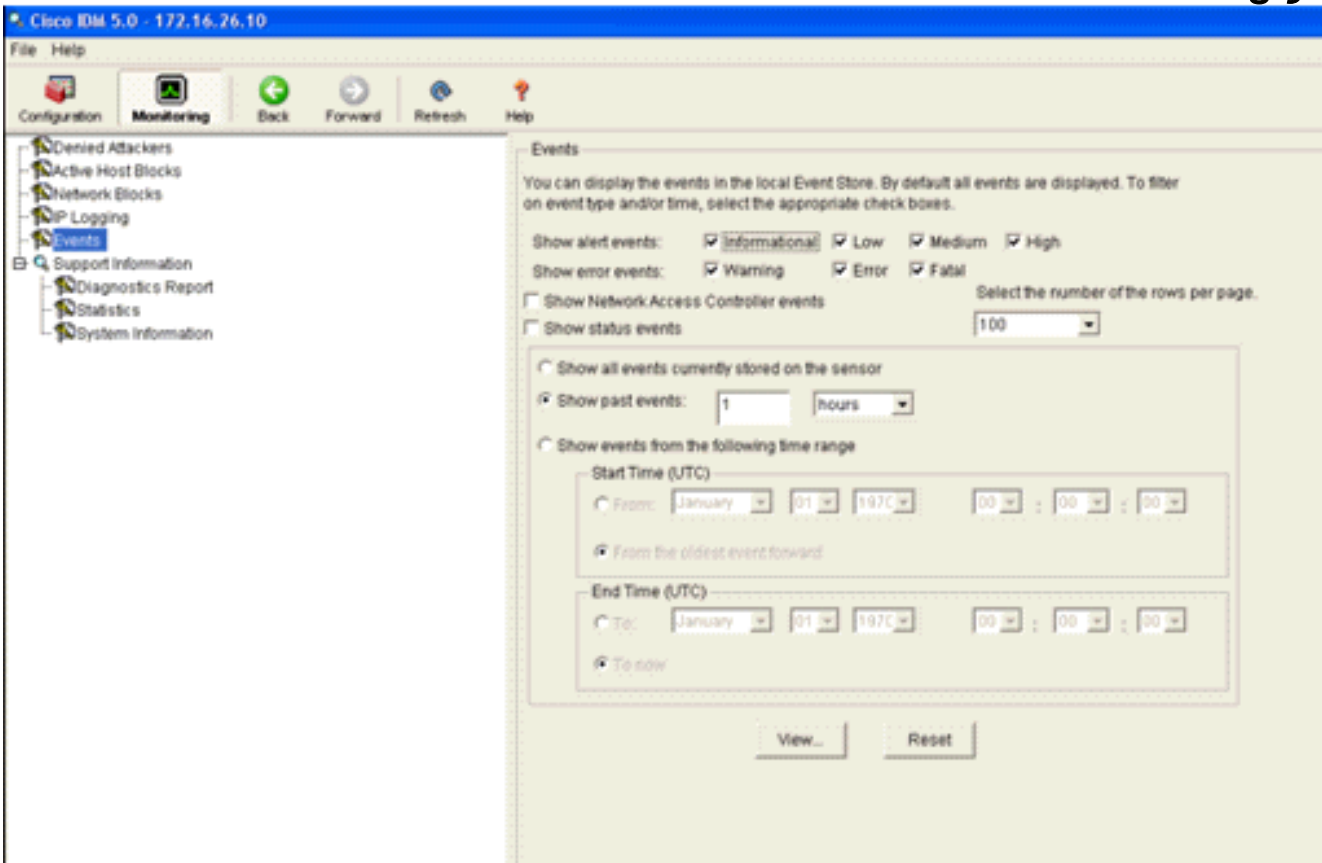 Cisco IDM 5.0 - 172.16.26.10
File Help
Configuration Monitoring Back Forward Refresh Help
Denied Attackers
Active Host Blocks
Network Blocks
IP Logging
Events
Support Information
Diagnostics Report
Statistics
System Information
Events
You can display the events in the local Event Store. By default all events are displayed. To filter
on event type and/or time, select the appropriate check boxes.
Show alert events: Informational Low Medium High
Show error events: Warning Error Fatal
Show Network Access Controller events
Show status events
Select the number of the rows per page.
100
Show all events currently stored on the sensor
Show past events: 1 hours
Show events from the following time range
Start Time (UTC)
From: January 01 1970 00 : 00 : 00
From the oldest event forward
End Time (UTC)
To: January 01 1970 00 : 00 : 00
To now
View... Reset